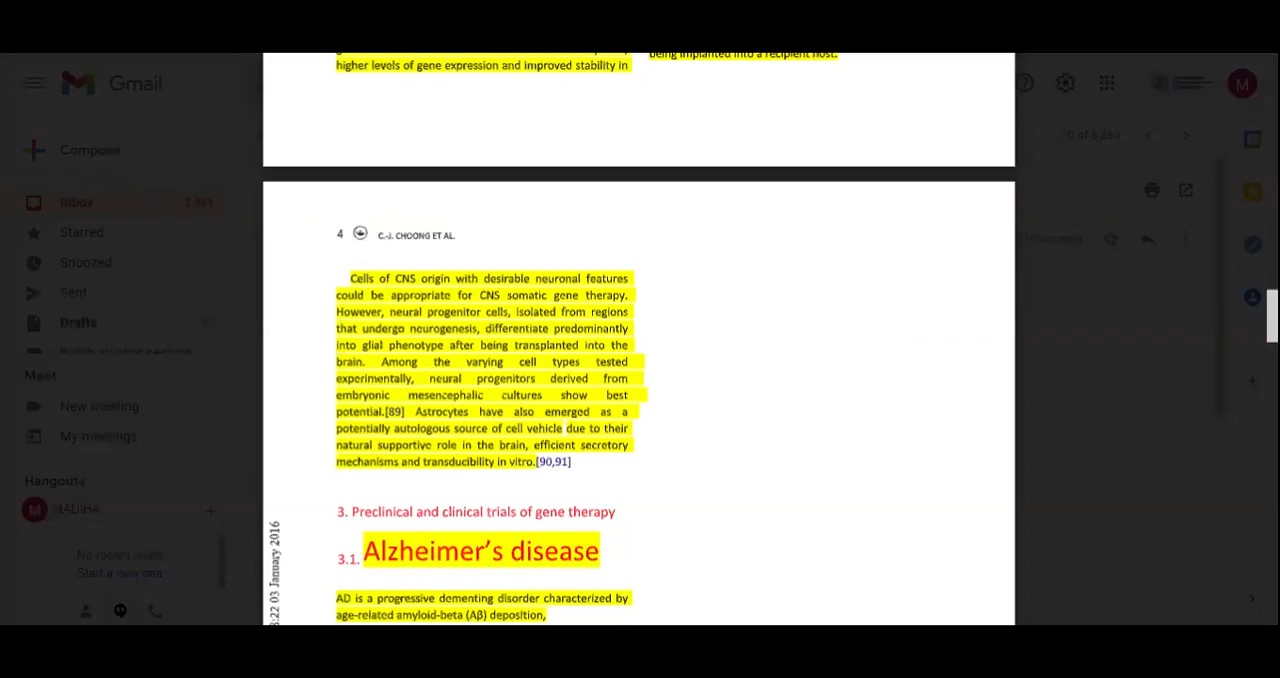 higher levels of gene expression and improved stability in
being implanted into a recipient host.
Gmail
M
Compose
Inbox
Starred
Snoozed
Sent
Drafts
Meet
New meeting
My meetings
Hangouts
M
No recent chats
Start a new one
4 C.-J. CHOONG ET AL.
Cells of CNS origin with desirable neuronal features
could be appropriate for CNS somatic gene therapy.
However, neural progenitor cells, isolated from regions
that undergo neurogenesis, differentiate predominantly
into glial phenotype after being transplanted into the
brain. Among the varying cell types tested
experimentally, neural progenitors derived from
embryonic mesencephalic cultures show best
potential.[89] Astrocytes have also emerged as a
potentially autologous source of cell vehicle due to their
natural supportive role in the brain, efficient secretory
mechanisms and transducibility in vitro.[90,91]
3. Preclinical and clinical trials of gene therapy
3.1. Alzheimer's disease
AD is a progressive dementing disorder characterized by
age-related amyloid-beta (Aβ) deposition,
:22 03 January 2016